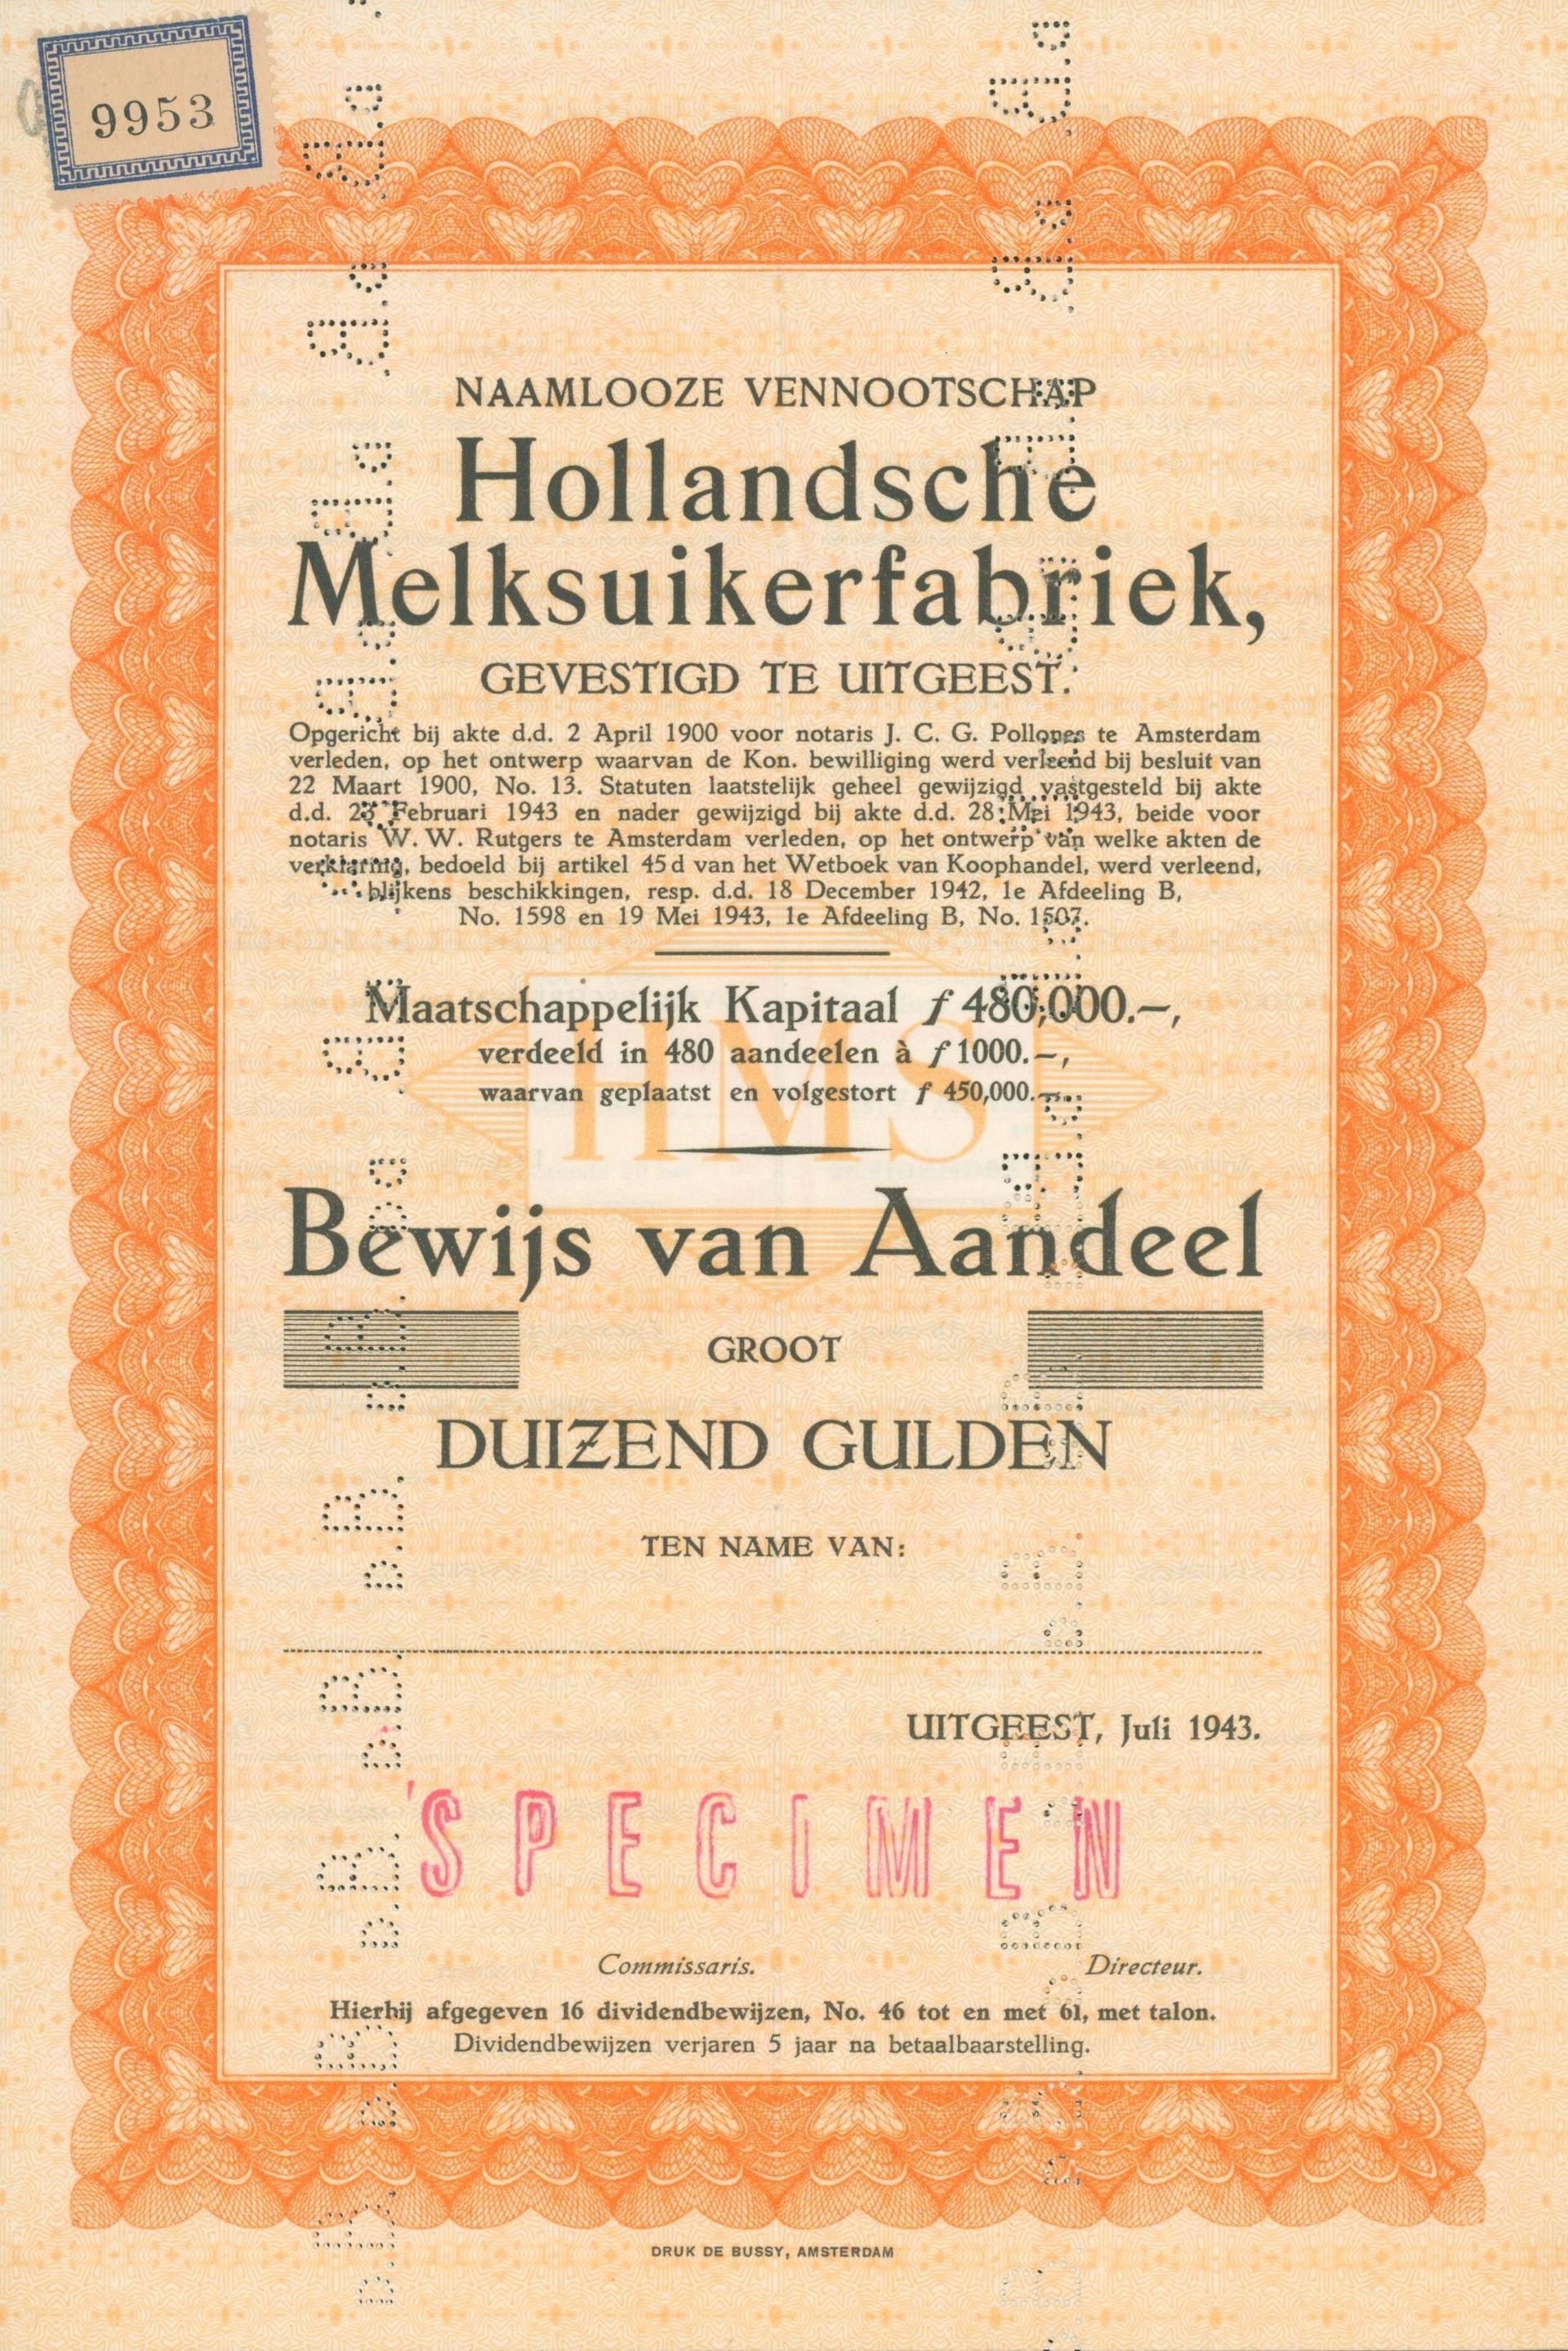 9953
NAAMLOOZE VENNOOTSCHAP
Hollandsche
Melksuikerfabriek,
GEVESTIGD TE UITGEEST.
Opgericht bij akte d.d. 2 April 1900 voor notaris J. C. G. Pollones te Amsterdam
verleden, op het ontwerp waarvan de Kon. bewilliging werd verleend bij besluit van
22 Maart 1900, No. 13. Statuten laatstelijk geheel gewijzigd vastgesteld bij akte
d.d. Februari 1943 en nader gewijzigd bij akte d.d. 28 Mei 1943, beide voor
notaris W. W. Rutgers te Amsterdam verleden, op het ontwerp van welke akten de
verklaring, bedoeld bij artikel 45 d van het Wetboek van Koophandel, werd verleend,
blijkens beschikkingen, resp. d.d. 18 December 1942, 1e Afdeeling B,
No. 1598 en 19 Mei 1943, 1e Afdeeling B, No. 1507.
HMS
Maatschappelijk Kapitaal ƒ 480,000.—,
verdeeld in 480 aandeelen à ƒ 1000.—,
waarvan geplaatst en volgestort ƒ 450,000.—.
Bewijs van Aandeel
GROOT
DUIZEND GULDEN
TEN NAME VAN:
UITGEEST, Juli 1943.
SPECIMEN
Commissaris. Directeur.
Hierhij afgegeven 16 dividendbewijzen, No. 46 tot en met 61, met talon.
Dividendbewijzen verjaren 5 jaar na betaalbaarstelling.
DRUK DE BUSSY, AMSTERDAM